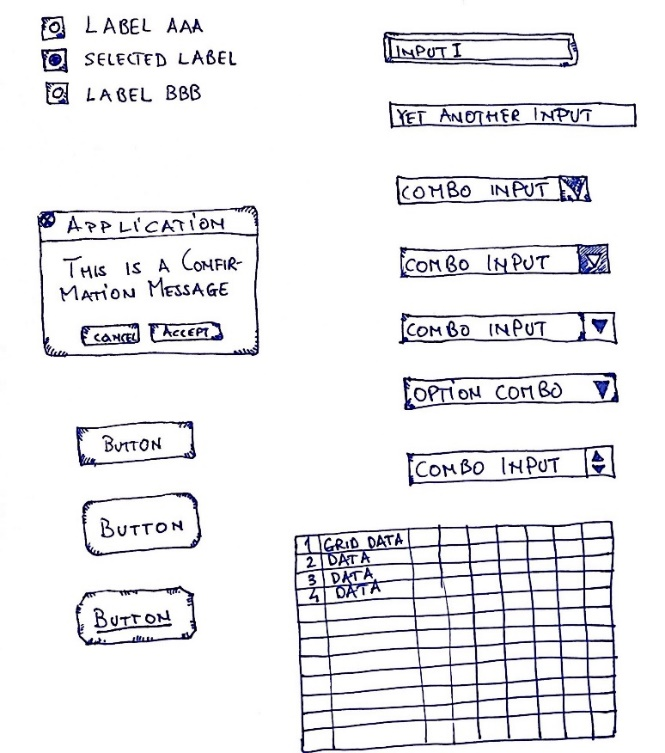 LABEL AAA
SELECTED LABEL
LABEL BBB
APPLICATION
THIS IS A CONFIR-
MATION MESSAGE
CANCEL ACCEPT
BUTTON
BUTTON
BUTTON
INPUT I
YET ANOTHER INPUT
COMBO INPUT
COMBO INPUT
COMBO INPUT
OPTION COMBO
COMBO INPUT
1 GRID DATA
2 DATA
3 DATA
4 DATA